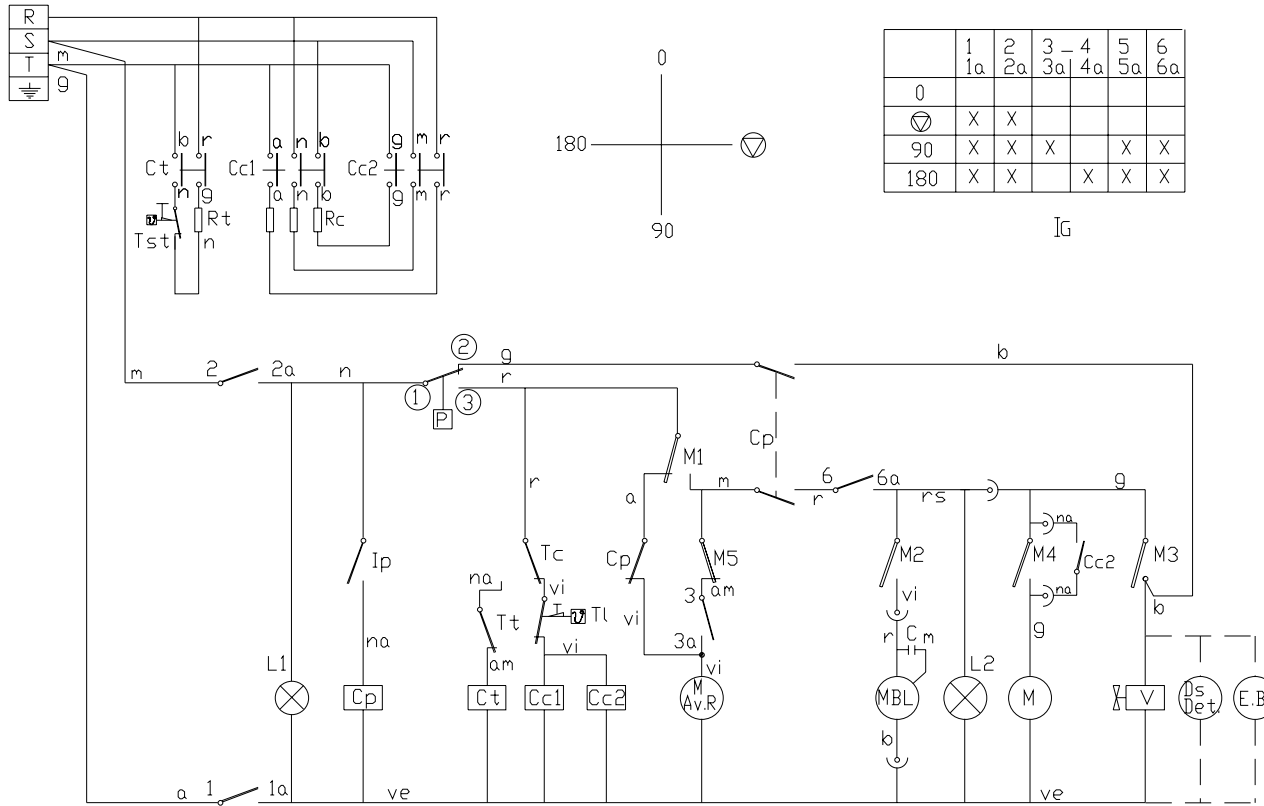 R
S
T
m
g
b r a n b g m r
Ct Cc1 Cc2
n g a n b g m r
Tst Rt Rc
n
0
180
90
1 2 3 - 4 5 6
1a 2a 3a 4a 5a 6a
0
X X
90 X X X X X
180 X X X X X
IG
m 2 2a n 1 2 3 g r b
P
M1
Cp
a m r 6 6a rs g
r
Ip Tc Cp M5 M2 M4 na Cc2 M3
na vi am na b
na Tt Tl vi 3 vi
am vi 3a r Cm g
vi
L1 L2
Cp Ct Cc1 Cc2 M Av.R MBL M V Ds Det. E.B
b
a 1 1a ve ve